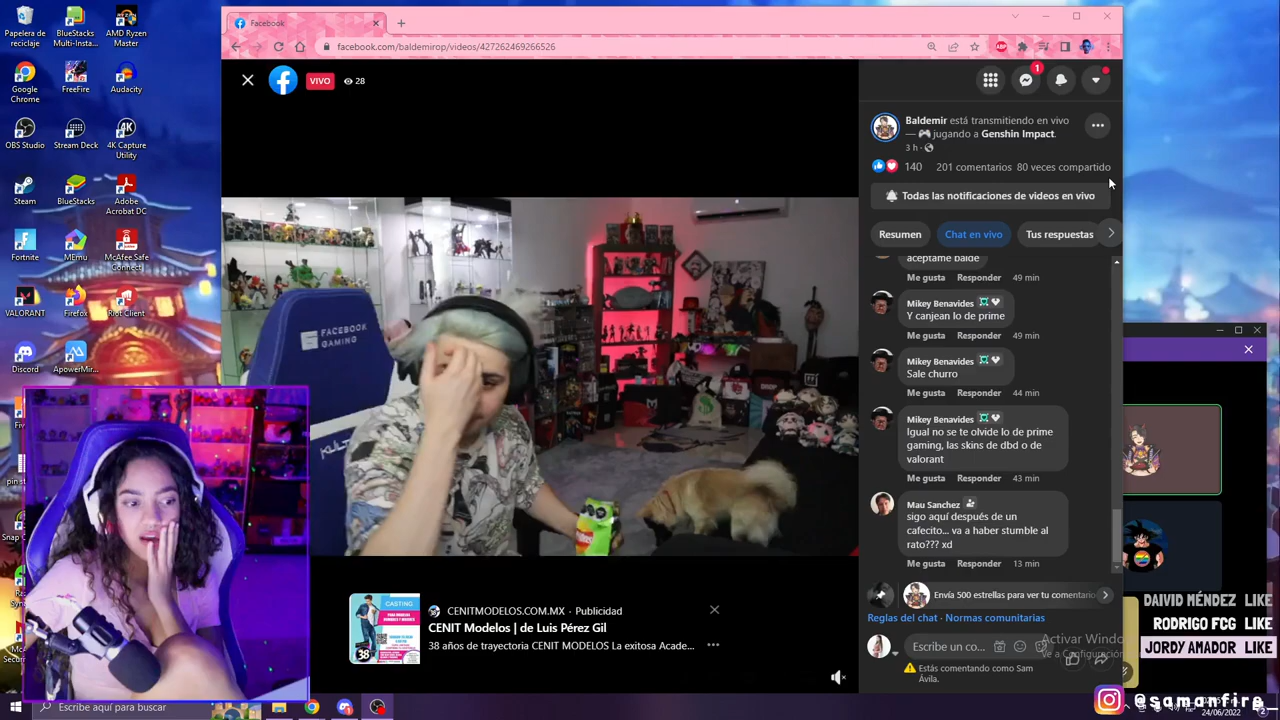 Papelera de
reciclaje
BlueStacks
Multi-Insta...
AMD Ryzen
Master
Google
Chrome
FreeFire
Audacity
OBS Studio
Stream Deck
4K Capture
Utility
Steam
BlueStacks
Adobe
Acrobat DC
Fortnite
MEmu
McAfee Safe
Connect
VALORANT
Firefox
Riot Client
Discord
ApowerMir...
Facebook
facebook.com/baldemirop/videos/427262469266526
VIVO
28
1
Baldemir está transmitiendo en vivo
— 🎮 jugando a Genshin Impact.
3 h ·
140
201 comentarios 80 veces compartido
Todas las notificaciones de videos en vivo
Resumen
Chat en vivo
Tus respuestas
aceptame balde
Me gusta Responder 49 min
Mikey Benavides
Y canjean lo de prime
Me gusta Responder 49 min
Mikey Benavides
Sale churro
Me gusta Responder 44 min
Mikey Benavides
Igual no se te olvide lo de prime
gaming, las skins de dbd o de
valorant
Me gusta Responder 43 min
Mau Sanchez
sigo aquí después de un
cafecito... va a haber stumble al
rato??? xd
Me gusta Responder 13 min
Envía 500 estrellas para ver tu comentario
Reglas del chat · Normas comunitarias
Escribe un co...
Estás comentando como Sam
Ávila.
FACEBOOK
GAMING
CASTING
38
CENITMODELOS.COM.MX · Publicidad
CENIT Modelos | de Luis Pérez Gil
38 años de trayectoria CENIT MODELOS La exitosa Acade...
Activar Windo
Ve a Configuración
DAIVID MÉNDEZ LIKE
RODRIGO FCG LIKE
JORDZ AMADOR LIKE
@samanfire
Escribe aquí para buscar
24/06/2022